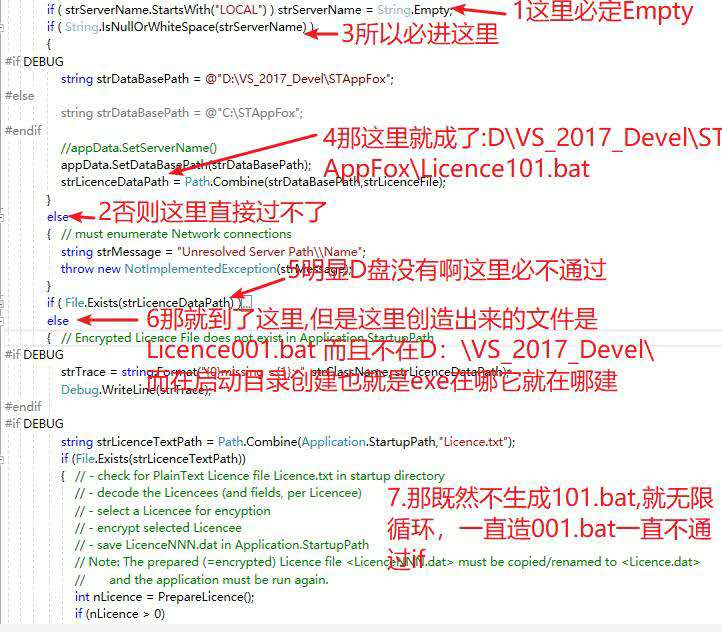 if ( strServerName.StartsWith("LOCAL") ) strServerName = String.Empty;
1这里必定Empty
if ( String.IsNullOrWhiteSpace(strServerName) )
3所以必进这里
{
#if DEBUG
string strDataBasePath = @"D:\VS_2017_Devel\STAppFox";
#else
string strDataBasePath = @"C:\STAppFox";
#endif
//appData.SetServerName()
4那这里就成了:D\VS_2017_Devel\ST
appData.SetDataBasePath(strDataBasePath);
AppFox\Licence101.bat
strLicenceDataPath = Path.Combine(strDataBasePath,strLicenceFile);
}
else
2否则这里直接过不了
{ // must enumerate Network connections
string strMessage = "Unresolved Server Path\\Name";
throw new NotImplementedException(strMessage);
5明显D盘没有啊这里必不通过
}
if ( File.Exists(strLicenceDataPath) )...
else
6那就到了这里,但是这里创造出来的文件是
{ // Encrypted Licence File does not exist in Application.StartupPath
Licence001.bat 而且不在D：\VS_2017_Devel\
#if DEBUG
strTrace = string.Format("{0}missing <{1}>", strClassName, strLicenceDataPath);
而在启动目录创建也就是exe在哪它就在哪建
Debug.WriteLine(strTrace);
#endif
#if DEBUG
string strLicenceTextPath = Path.Combine(Application.StartupPath,"Licence.txt");
if (File.Exists(strLicenceTextPath))
{ // - check for PlainText Licence file Licence.txt in startup directory
// - decode the Licencees (and fields, per Licencee)
// - select a Licencee for encyption
// - encrypt selected Licencee
// - save LicenceNNN.dat in Application.StartupPath
7.那既然不生成101.bat,就无限
循环，一直造001.bat一直不通
过if
// Note: The prepared (=encrypted) Licence file <LicenceNNN.dat> must be copied/renamed to <Licence.dat>
// and the application must be run again.
int nLicence = PrepareLicence();
if (nLicence > 0)